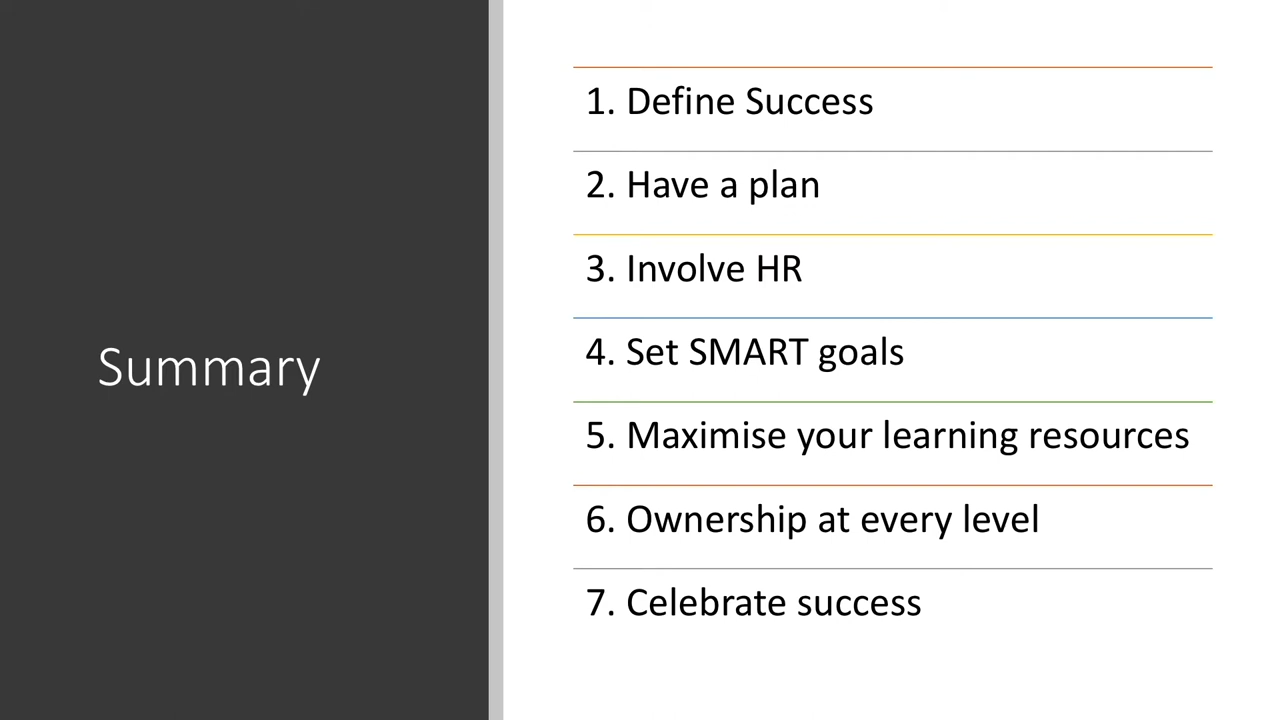 Summary
1. Define Success
2. Have a plan
3. Involve HR
4. Set SMART goals
5. Maximise your learning resources
6. Ownership at every level
7. Celebrate success